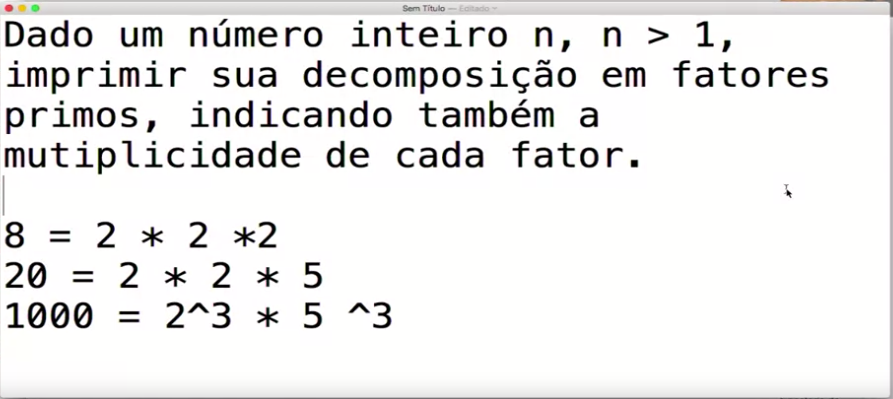 Sem Título — Editado
Dado um número inteiro n, n > 1,
imprimir sua decomposição em fatores
primos, indicando também a
mutiplicidade de cada fator.
8 = 2 * 2 *2
20 = 2 * 2 * 5
1000 = 2^3 * 5 ^3